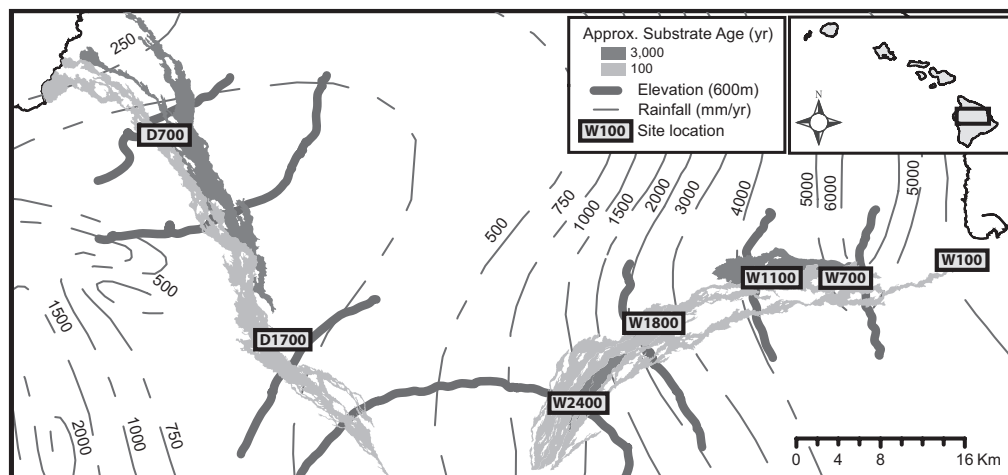 250
D700
500
1500
2000
1000
750
D1700
Approx. Substrate Age (yr)
3,000
100
Elevation (600m)
Rainfall (mm/yr)
W100 Site location
N
500
750
1000
1500
2000
3000
4000
5000
6000
5000
W100
W1100
W700
W1800
W2400
0 4 8 16 Km